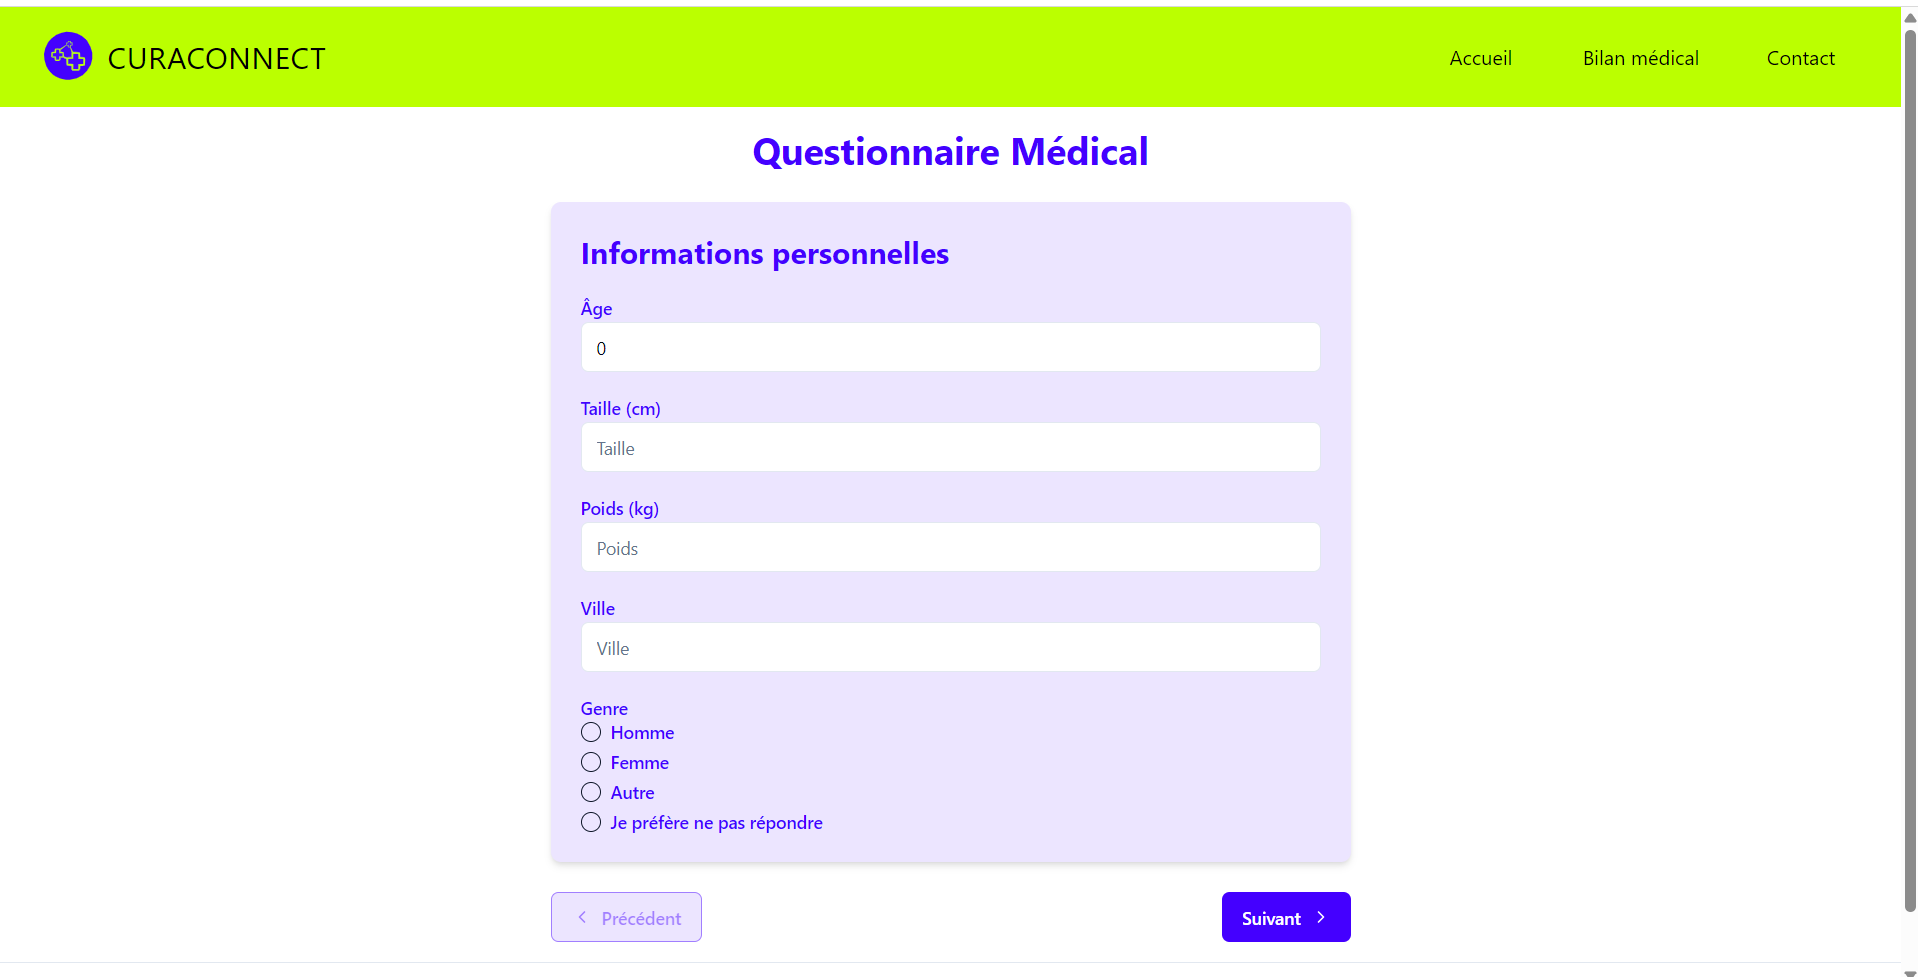 CURACONNECT
Accueil Bilan médical Contact
Questionnaire Médical
Informations personnelles
Âge
0
Taille (cm)
Taille
Poids (kg)
Poids
Ville
Ville
Genre
Homme
Femme
Autre
Je préfère ne pas répondre
Précédent
Suivant